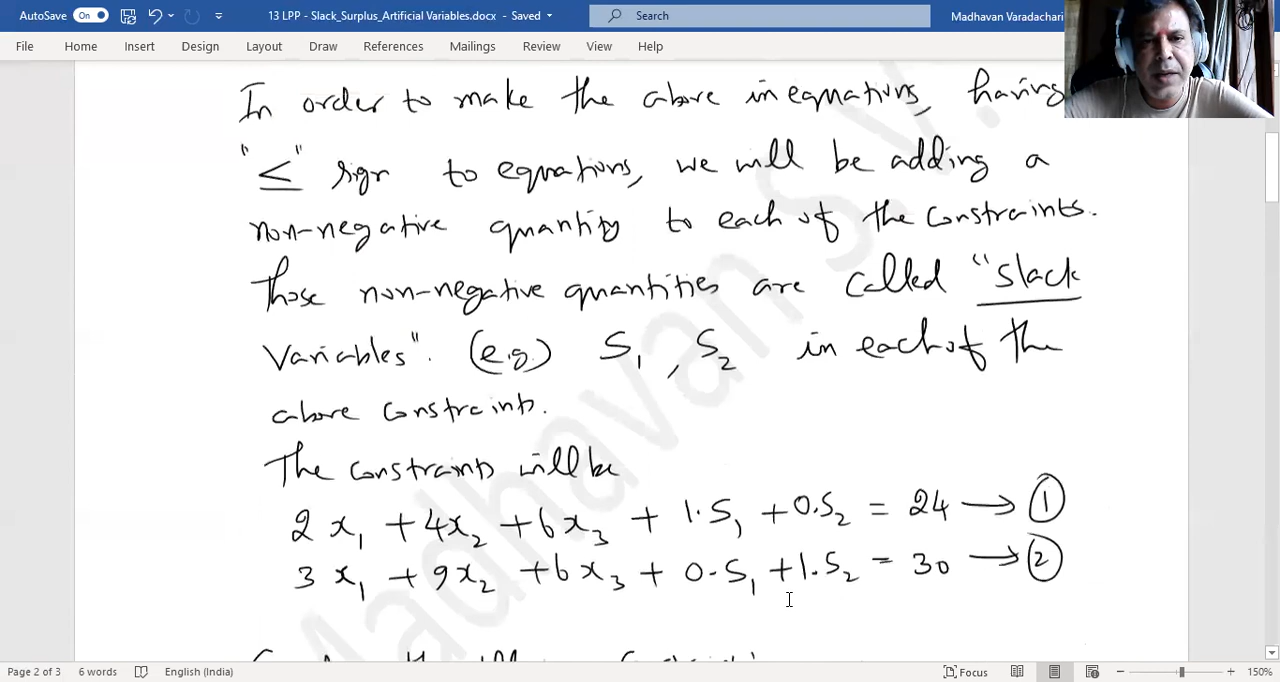 AutoSave On 13 LPP - Slack_Surplus_Artificial Variables.docx - Saved Search Madhavan Varadachari
File Home Insert Design Layout Draw References Mailings Review View Help
In order to make the above inequations, having
"≤" sign to equations, we will be adding a
non-negative quantity to each of the constraints.
Those non-negative quantities are called "Slack
Variables". (e.g.) S₁, S₂ in each of the
above constraints.
The constraints will be
2x₁ + 4x₂ + 6x₃ + 1.S₁ + 0.S₂ = 24 → ①
3x₁ + 9x₂ + 6x₃ + 0.S₁ + 1.S₂ = 30 → ②
Madhavan S.V.
Page 2 of 3 6 words English (India) Focus 150%